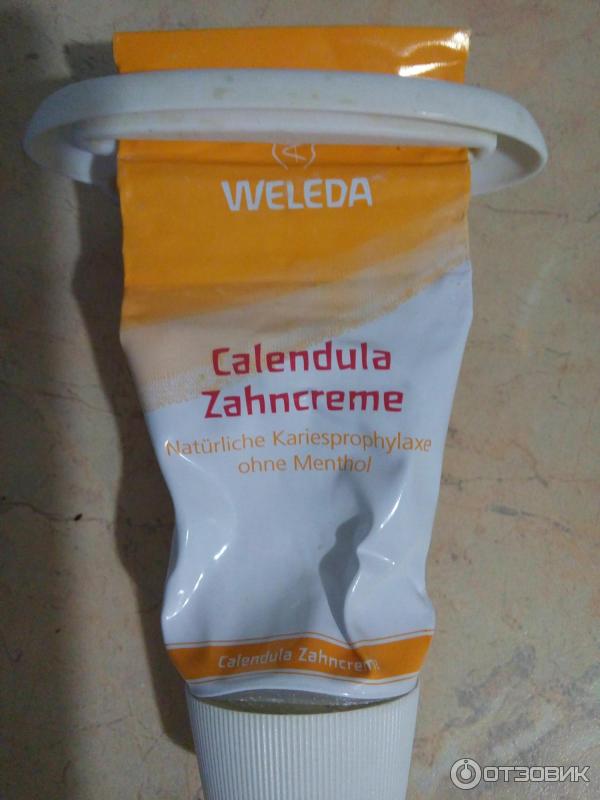 WELEDA
Calendula
Zahncreme
Natürliche Kariesprophylaxe
ohne Menthol
Calendula Zahncreme
ОТЗОВИК